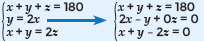 x + y + z = 180 x + y + z = 180
y = 2x 2x - y + 0z = 0
x + y = 2z x + y - 2z = 0